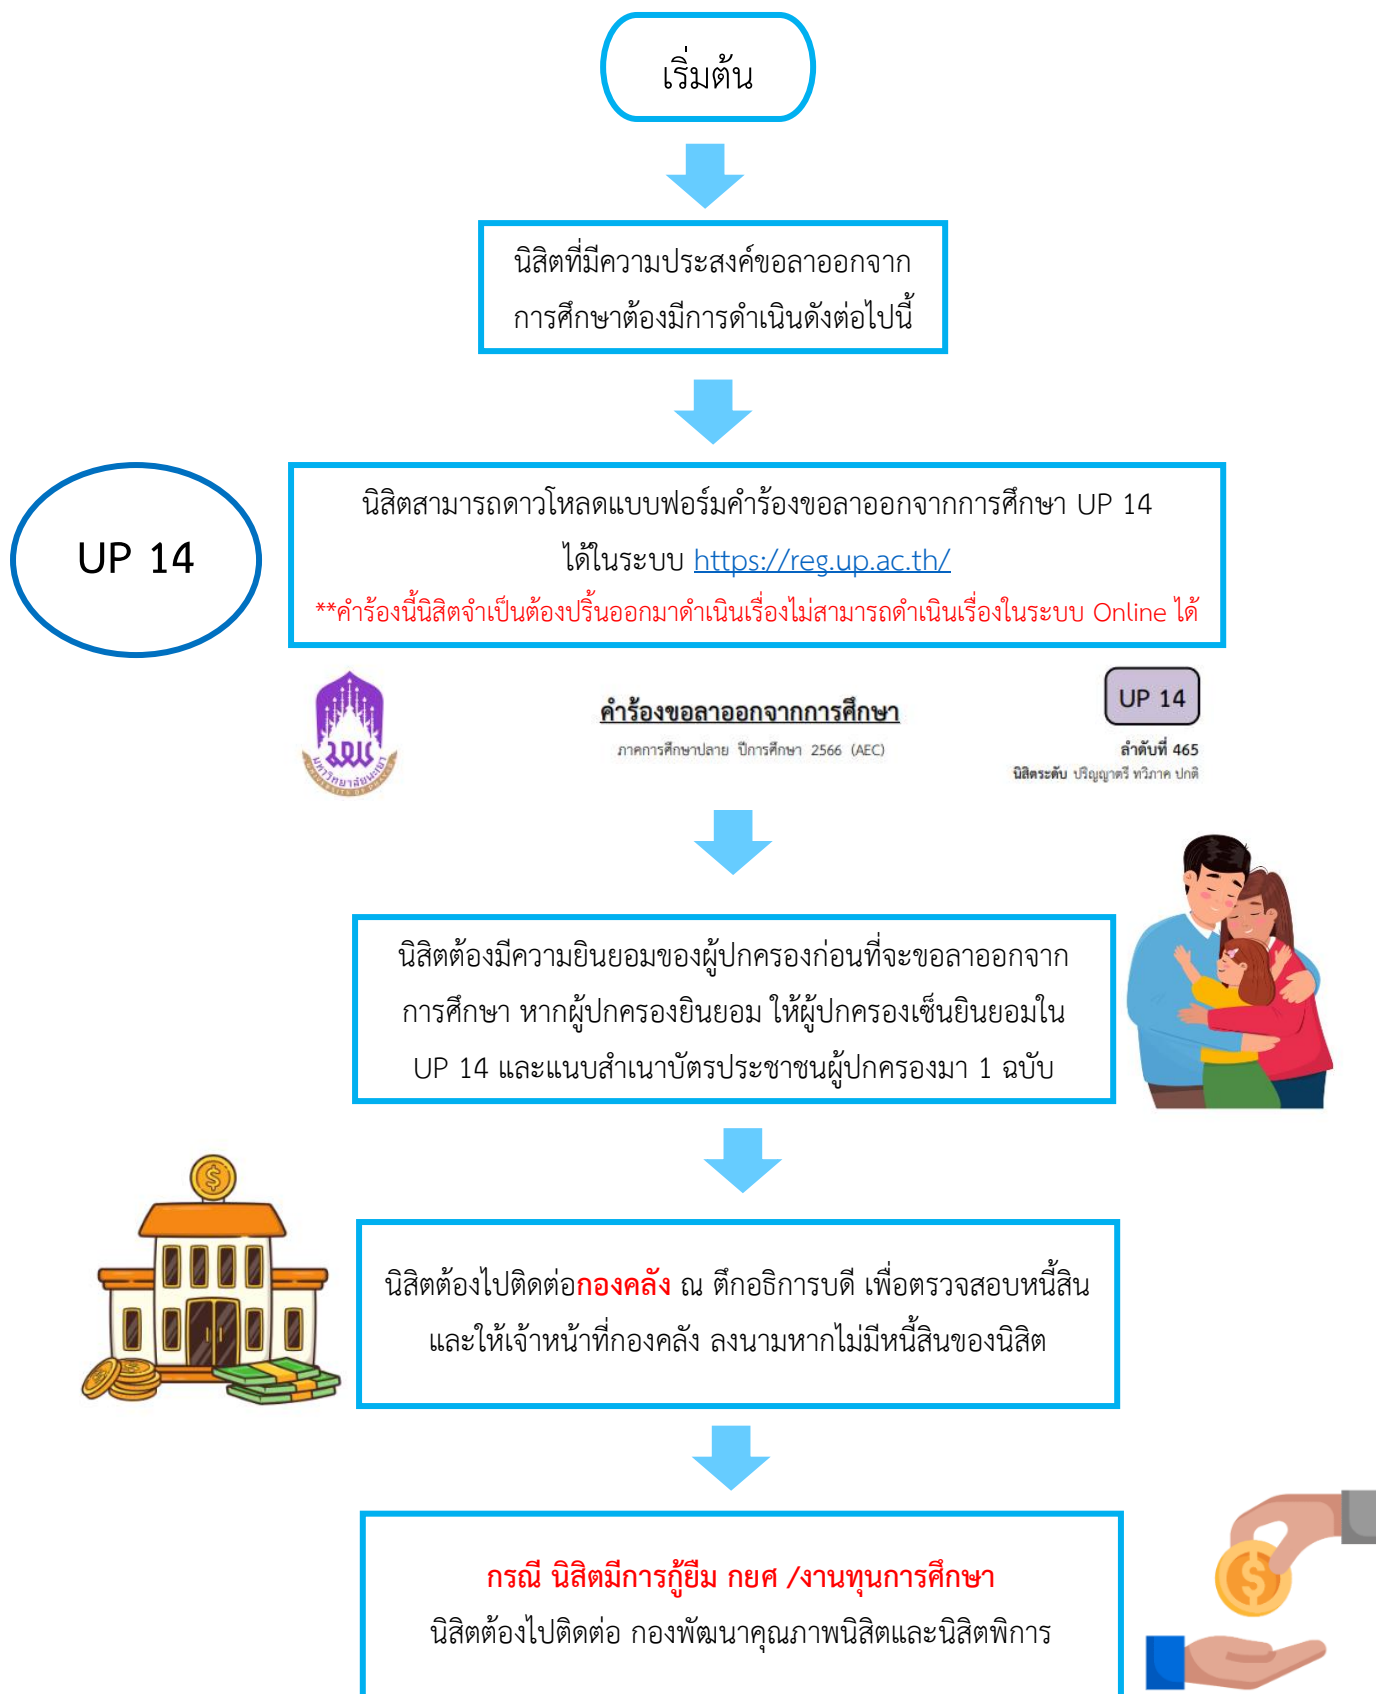 เริ่มต้น
นิสิตที่มีความประสงค์ขอลาออกจาก
การศึกษาต้องมีการดำเนินดังต่อไปนี้
UP 14
นิสิตสามารถดาวโหลดแบบฟอร์มคำร้องขอลาออกจากการศึกษา UP 14
ได้ในระบบ https://reg.up.ac.th/
**คำร้องนี้นิสิตจำเป็นต้องปริ้นออกมาดำเนินเรื่องไม่สามารถดำเนินเรื่องในระบบ Online ได้
มหาวิทยาลัยพะเยา
UNIVERSITY OF PHAYAO
คำร้องขอลาออกจากการศึกษา
ภาคการศึกษาปลาย ปีการศึกษา 2566 (AEC)
UP 14
ลำดับที่ 465
นิสิตระดับ ปริญญาตรี ทวิภาค ปกติ
นิสิตต้องมีความยินยอมของผู้ปกครองก่อนที่จะขอลาออกจาก
การศึกษา หากผู้ปกครองยินยอม ให้ผู้ปกครองเซ็นยินยอมใน
UP 14 และแนบสำเนาบัตรประชาชนผู้ปกครองมา 1 ฉบับ
นิสิตต้องไปติดต่อกองคลัง ณ ตึกอธิการบดี เพื่อตรวจสอบหนี้สิน
และให้เจ้าหน้าที่กองคลัง ลงนามหากไม่มีหนี้สินของนิสิต
กรณี นิสิตมีการกู้ยืม กยศ /งานทุนการศึกษา
นิสิตต้องไปติดต่อ กองพัฒนาคุณภาพนิสิตและนิสิตพิการ